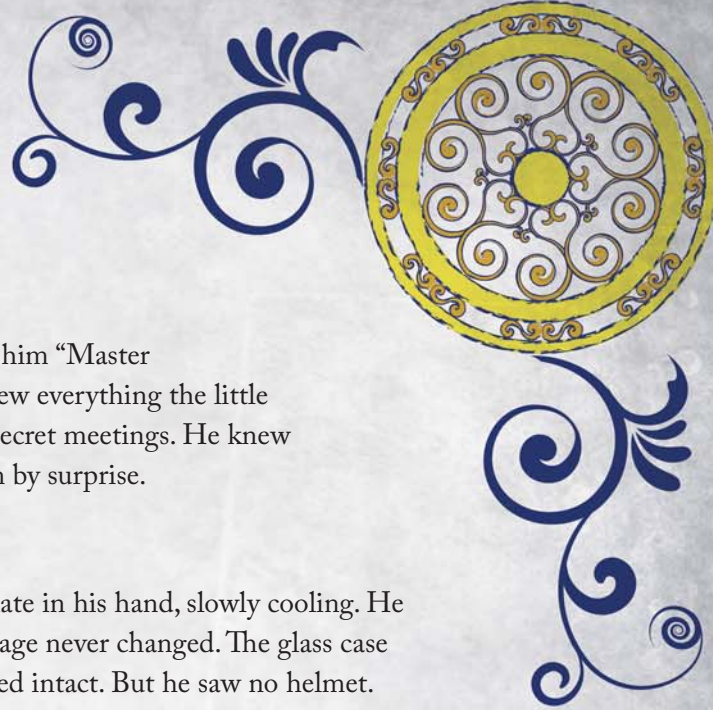 him “Master
ew everything the little
secret meetings. He knew
n by surprise.
ate in his hand, slowly cooling. He
age never changed. The glass case
ed intact. But he saw no helmet.